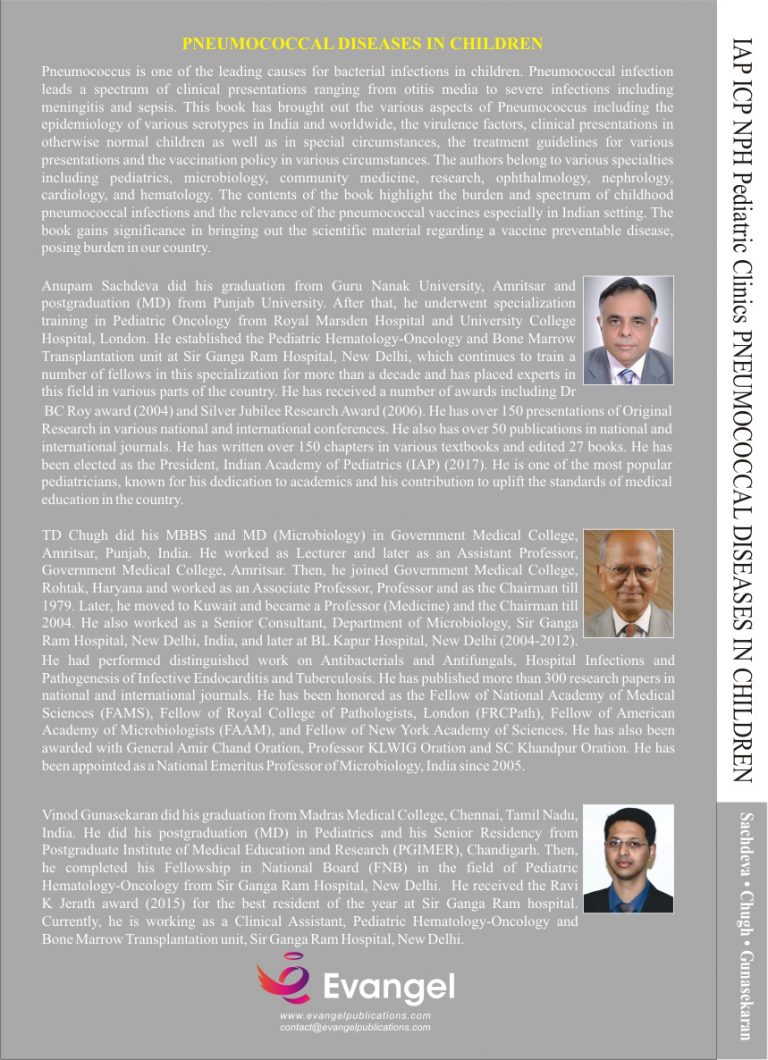 PNEUMOCOCCAL DISEASES IN CHILDREN
Pneumococcus is one of the leading causes for bacterial infections in children. Pneumococcal infection
leads a spectrum of clinical presentations ranging from otitis media to severe infections including
meningitis and sepsis. This book has brought out the various aspects of Pneumococcus including the
epidemiology of various serotypes in India and worldwide, the virulence factors, clinical presentations in
otherwise normal children as well as in special circumstances, the treatment guidelines for various
presentations and the vaccination policy in various circumstances. The authors belong to various specialties
including pediatrics, microbiology, community medicine, research, ophthalmology, nephrology,
cardiology, and hematology. The contents of the book highlight the burden and spectrum of childhood
pneumococcal infections and the relevance of the pneumococcal vaccines especially in Indian setting. The
book gains significance in bringing out the scientific material regarding a vaccine preventable disease,
posing burden in our country.
Anupam Sachdeva did his graduation from Guru Nanak University, Amritsar and
postgraduation (MD) from Punjab University. After that, he underwent specialization
training in Pediatric Oncology from Royal Marsden Hospital and University College
Hospital, London. He established the Pediatric Hematology-Oncology and Bone Marrow
Transplantation unit at Sir Ganga Ram Hospital, New Delhi, which continues to train a
number of fellows in this specialization for more than a decade and has placed experts in
this field in various parts of the country. He has received a number of awards including Dr
BC Roy award (2004) and Silver Jubilee Research Award (2006). He has over 150 presentations of Original
Research in various national and international conferences. He also has over 50 publications in national and
international journals. He has written over 150 chapters in various textbooks and edited 27 books. He has
been elected as the President, Indian Academy of Pediatrics (IAP) (2017). He is one of the most popular
pediatricians, known for his dedication to academics and his contribution to uplift the standards of medical
education in the country.
TD Chugh did his MBBS and MD (Microbiology) in Government Medical College,
Amritsar, Punjab, India. He worked as Lecturer and later as an Assistant Professor,
Government Medical College, Amritsar. Then, he joined Government Medical College,
Rohtak, Haryana and worked as an Associate Professor, Professor and as the Chairman till
1979. Later, he moved to Kuwait and became a Professor (Medicine) and the Chairman till
2004. He also worked as a Senior Consultant, Department of Microbiology, Sir Ganga
Ram Hospital, New Delhi, India, and later at BL Kapur Hospital, New Delhi (2004-2012).
He had performed distinguished work on Antibacterials and Antifungals, Hospital Infections and
Pathogenesis of Infective Endocarditis and Tuberculosis. He has published more than 300 research papers in
national and international journals. He has been honored as the Fellow of National Academy of Medical
Sciences (FAMS), Fellow of Royal College of Pathologists, London (FRCPath), Fellow of American
Academy of Microbiologists (FAAM), and Fellow of New York Academy of Sciences. He has also been
awarded with General Amir Chand Oration, Professor KLWIG Oration and SC Khandpur Oration. He has
been appointed as a National Emeritus Professor of Microbiology, India since 2005.
Vinod Gunasekaran did his graduation from Madras Medical College, Chennai, Tamil Nadu,
India. He did his postgraduation (MD) in Pediatrics and his Senior Residency from
Postgraduate Institute of Medical Education and Research (PGIMER), Chandigarh. Then,
he completed his Fellowship in National Board (FNB) in the field of Pediatric
Hematology-Oncology from Sir Ganga Ram Hospital, New Delhi. He received the Ravi
K Jerath award (2015) for the best resident of the year at Sir Ganga Ram hospital.
Currently, he is working as a Clinical Assistant, Pediatric Hematology-Oncology and
Bone Marrow Transplantation unit, Sir Ganga Ram Hospital, New Delhi.
Evangel
www.evangelpublications.com
contact@evangelpublications.com
IAP ICP NPH Pediatric Clinics PNEUMOCOCCAL DISEASES IN CHILDREN
Sachdeva • Chugh • Gunasekaran